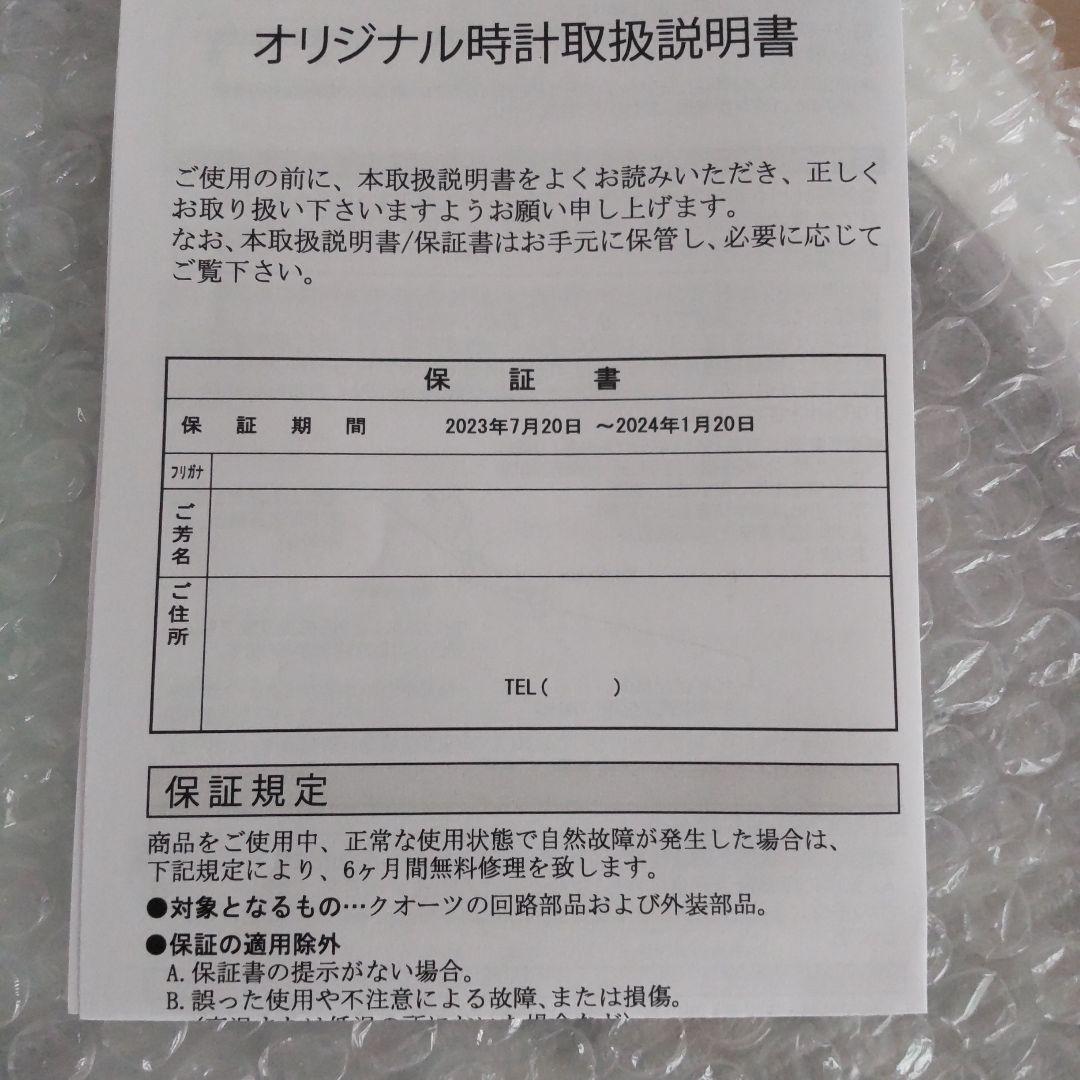 オリジナル時計取扱説明書
ご使用の前に、本取扱説明書をよくお読みいただき、正しく
お取り扱い下さいますようお願い申し上げます。
なお、本取扱説明書/保証書はお手元に保管し、必要に応じて
ご覧下さい。
保証書
保証期間 2023年7月20日 ～2024年1月20日
フリガナ
ご芳名
ご住所
TEL( )
保証規定
商品をご使用中、正常な使用状態で自然故障が発生した場合は、
下記規定により、6ヶ月間無料修理を致します。
●対象となるもの…クオーツの回路部品および外装部品。
●保証の適用除外
A.保証書の提示がない場合。
B.誤った使用や不注意による故障、または損傷。